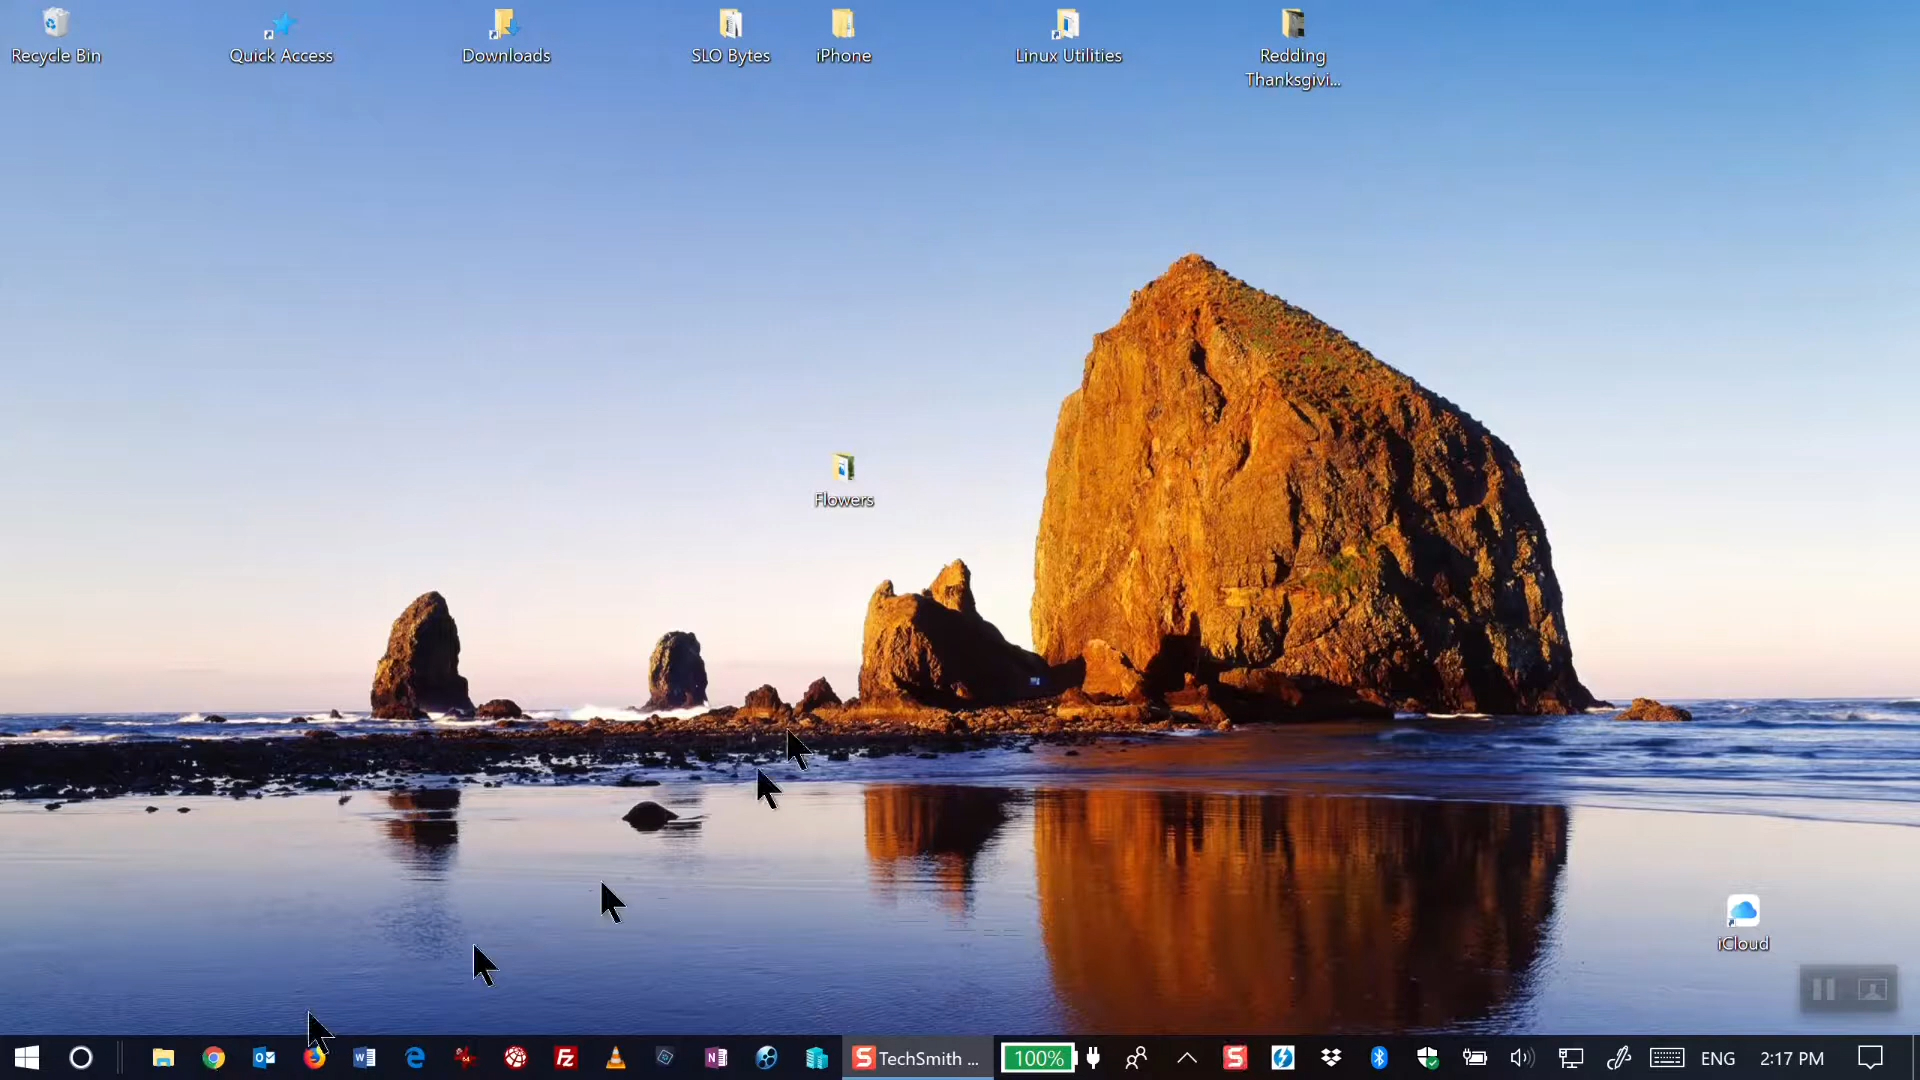 Recycle Bin
Quick Access
Downloads
SLO Bytes
iPhone
Linux Utilities
Redding
Thanksgivi...
Flowers
iCloud
TechSmith ...
100%
ENG
2:17 PM